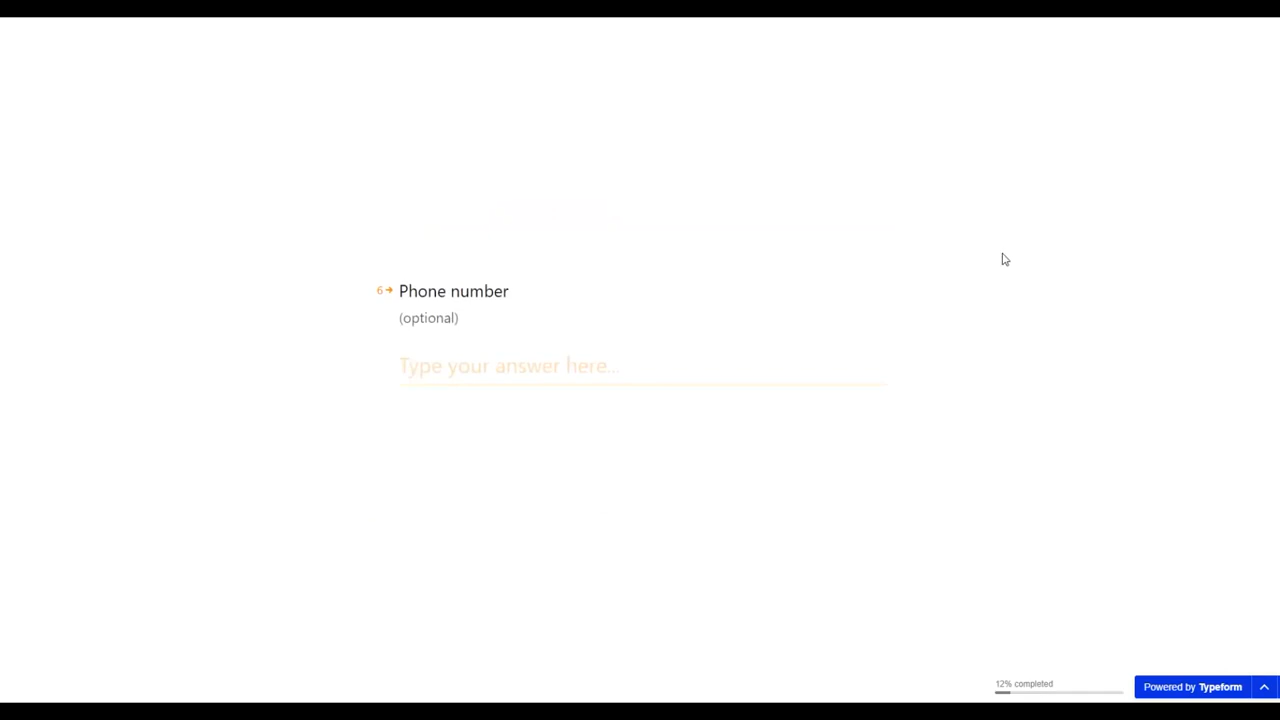 6→ Phone number
(optional)
Type your answer here...
12% completed
Powered by Typeform